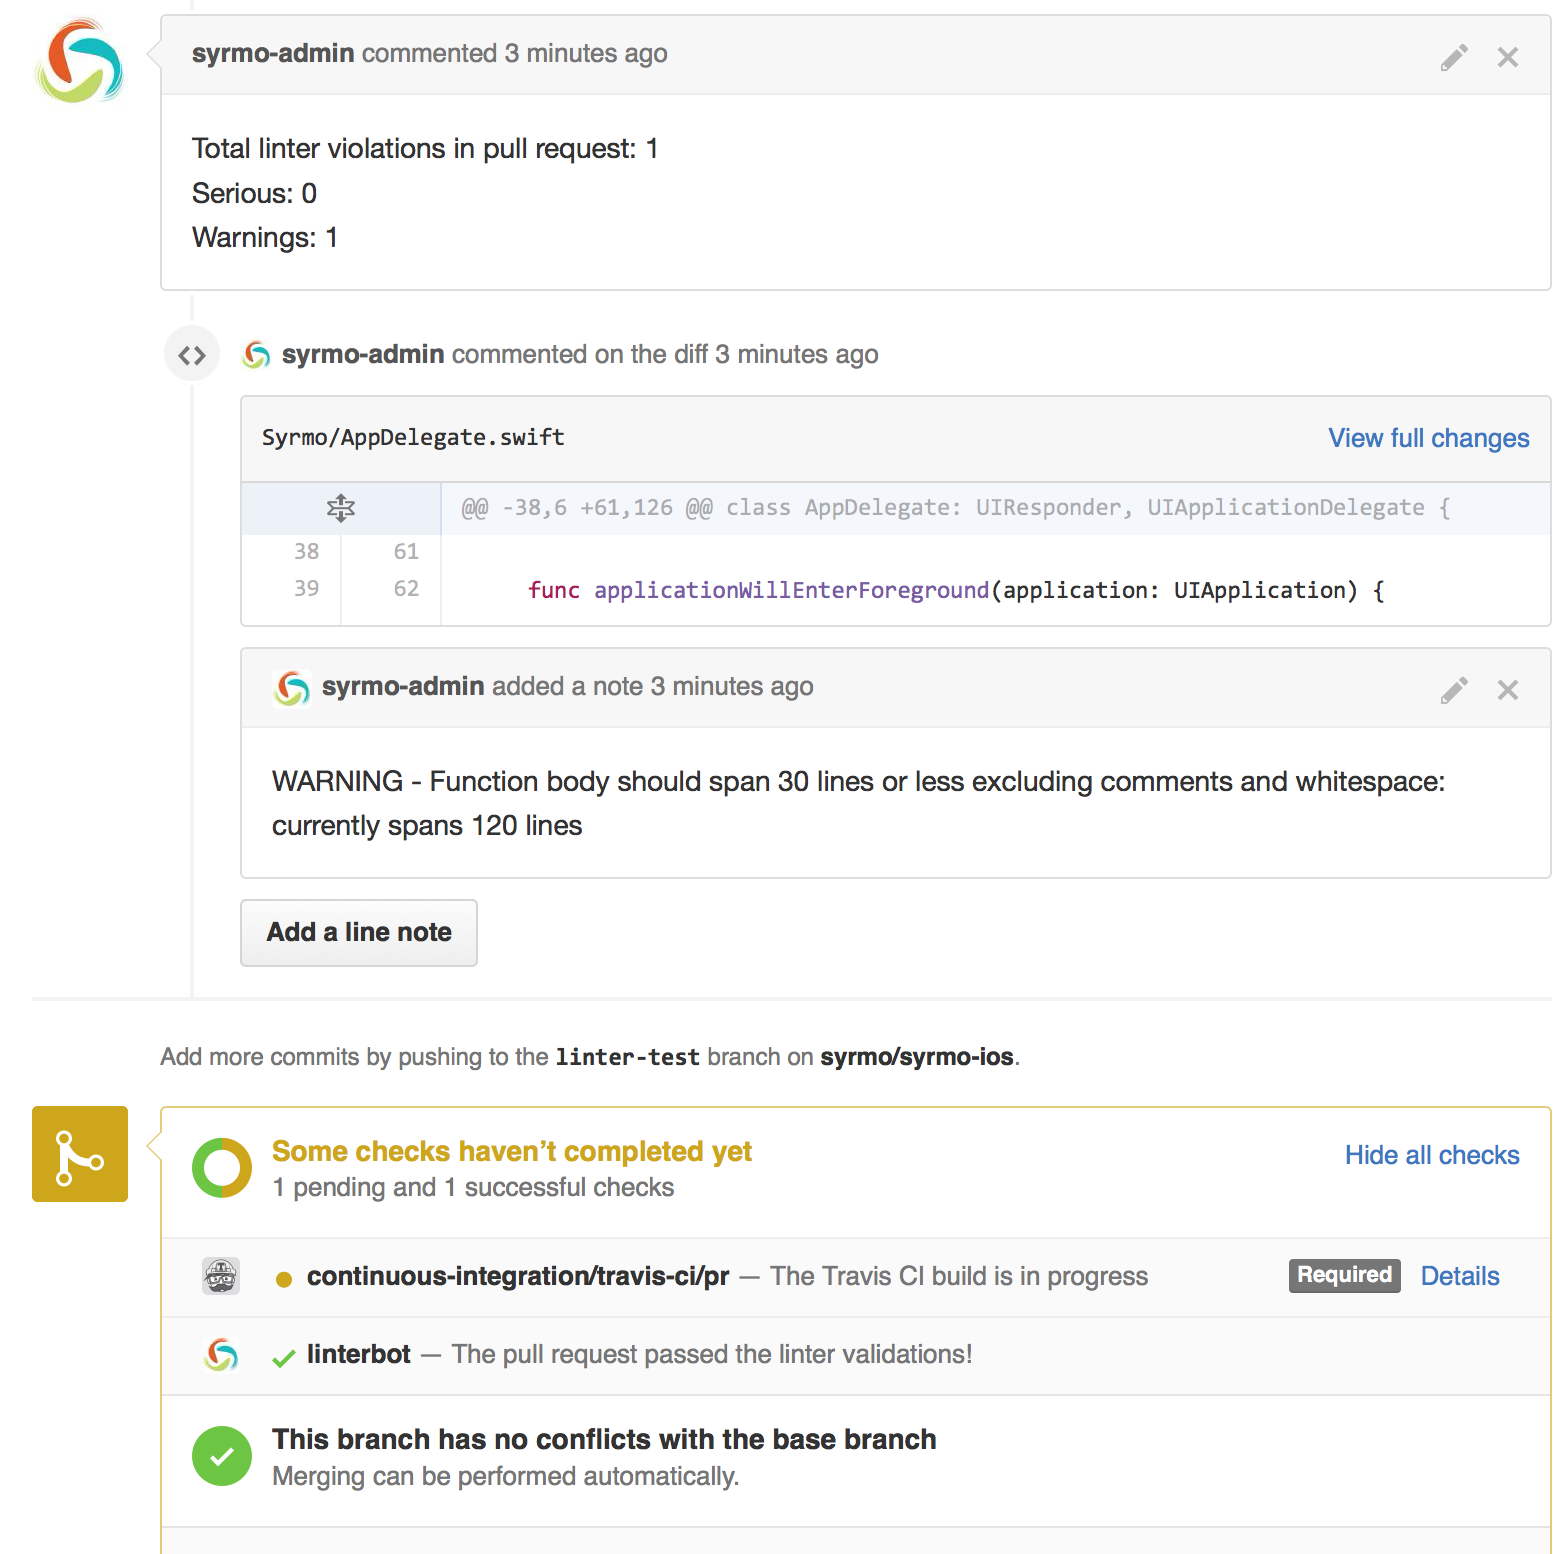 syrmo-admin commented 3 minutes ago
Total linter violations in pull request: 1
Serious: 0
Warnings: 1
syrmo-admin commented on the diff 3 minutes ago
Syrmo/AppDelegate.swift
View full changes
@@ -38,6 +61,126 @@ class AppDelegate: UIResponder, UIApplicationDelegate {
38 61
39 62 func applicationWillEnterForeground(application: UIApplication) {
syrmo-admin added a note 3 minutes ago
WARNING - Function body should span 30 lines or less excluding comments and whitespace:
currently spans 120 lines
Add a line note
Add more commits by pushing to the linter-test branch on syrmo/syrmo-ios.
Some checks haven’t completed yet
Hide all checks
1 pending and 1 successful checks
continuous-integration/travis-ci/pr — The Travis CI build is in progress
Required
Details
linterbot — The pull request passed the linter validations!
This branch has no conflicts with the base branch
Merging can be performed automatically.